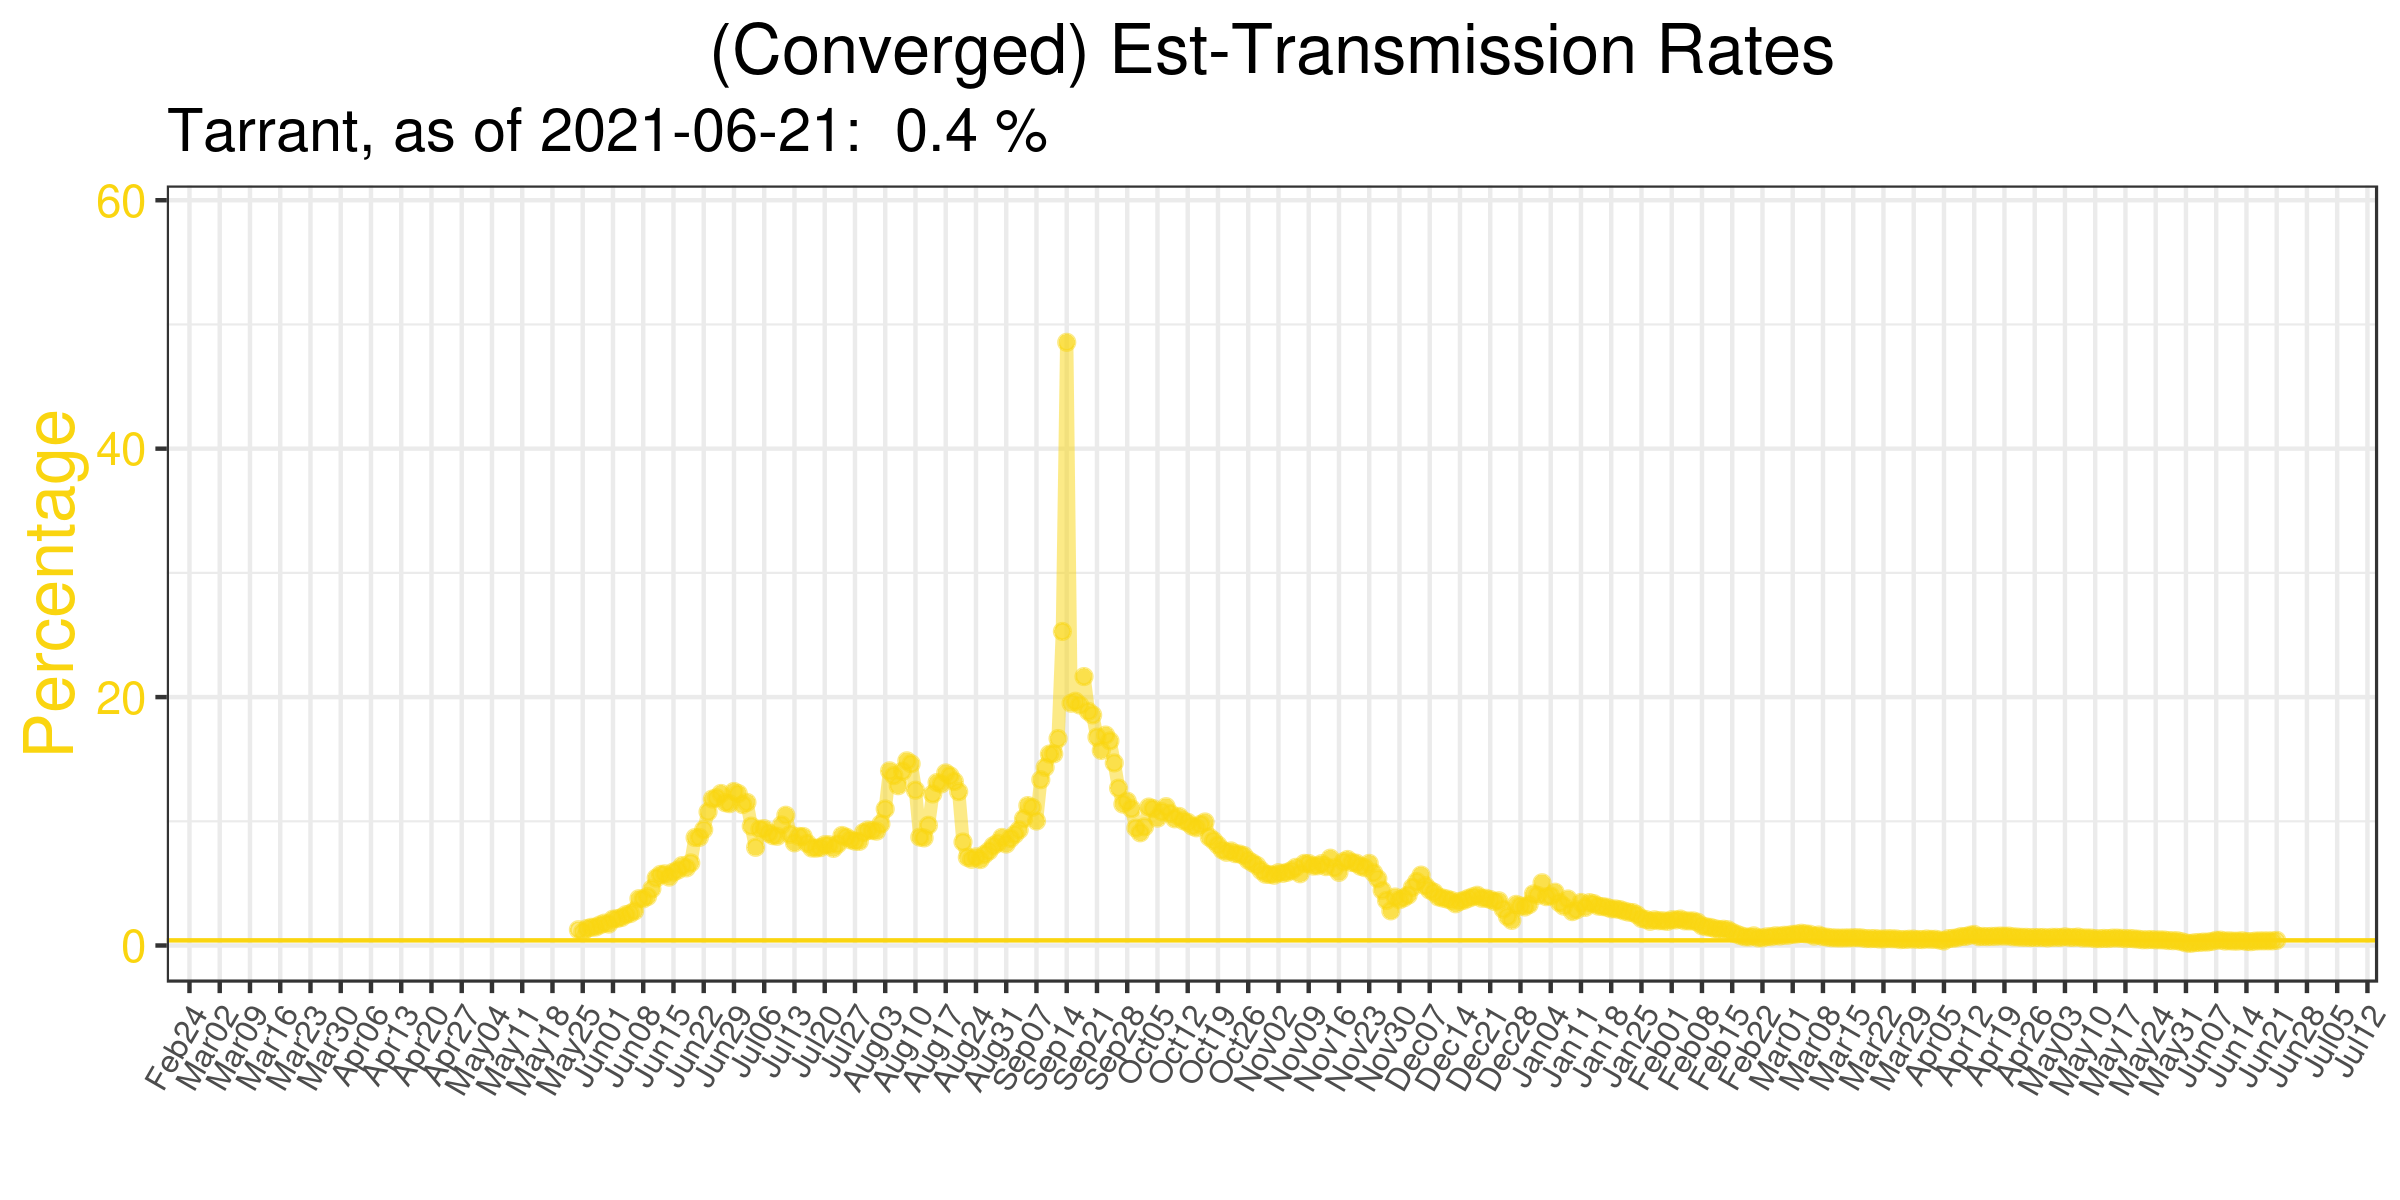 (Converged) Est-Transmission Rates
Tarrant, as of 2021-06-21:  0.4 %
Percentage
60
40
20
0
Feb24
Mar02
Mar09
Mar16
Mar23
Mar30
Apr06
Apr13
Apr20
Apr27
May04
May11
May18
May25
Jun01
Jun08
Jun15
Jun22
Jun29
Jul06
Jul13
Jul20
Jul27
Aug03
Aug10
Aug17
Aug24
Aug31
Sep07
Sep14
Sep21
Sep28
Oct05
Oct12
Oct19
Oct26
Nov02
Nov09
Nov16
Nov23
Nov30
Dec07
Dec14
Dec21
Dec28
Dec04
Jan11
Jan18
Jan25
Feb01
Feb08
Feb15
Feb22
Mar01
Mar08
Mar15
Mar22
Mar29
Apr05
Apr12
Apr19
Apr26
May03
May10
May17
May24
May31
Jun07
Jun14
Jun21
Jun28
Jul05
Jul12